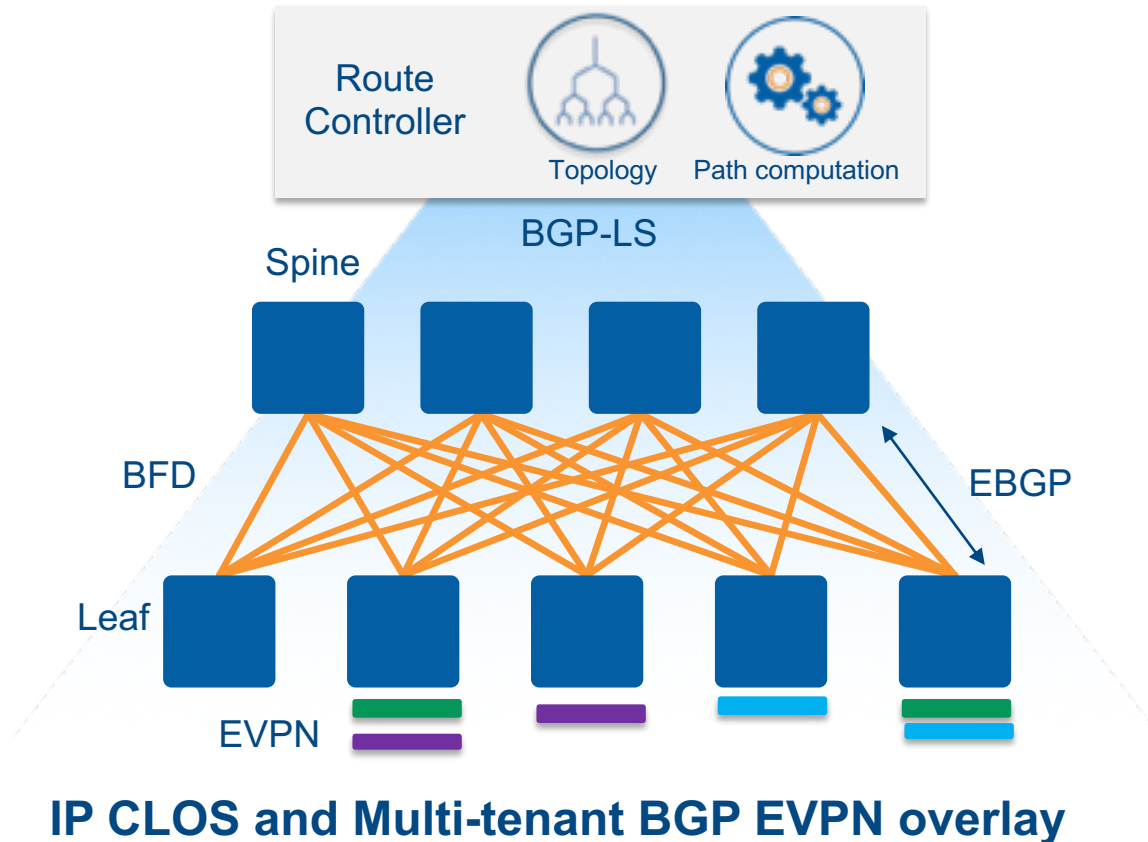 Route
Controller
Topology
Path computation
BGP-LS
Spine
BFD
EBGP
Leaf
EVPN
IP CLOS and Multi-tenant BGP EVPN overlay